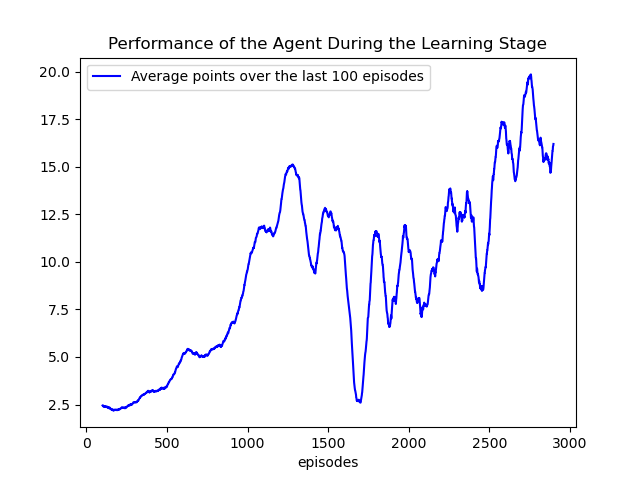 Performance of the Agent During the Learning Stage
Average points over the last 100 episodes
20.0
17.5
15.0
12.5
10.0
7.5
5.0
2.5
0 500 1000 1500 2000 2500 3000
episodes